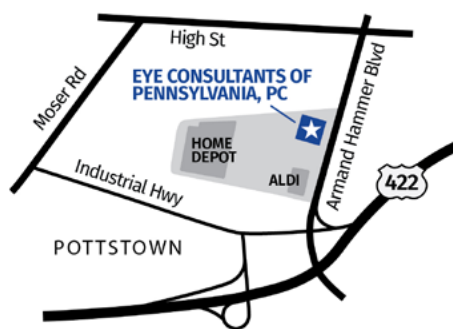 High St
Moser Rd
EYE CONSULTANTS OF
PENNSYLVANIA, PC
Armand Hammer Blvd
HOME
DEPOT
ALDI
422
Industrial Hwy
POTTSTOWN